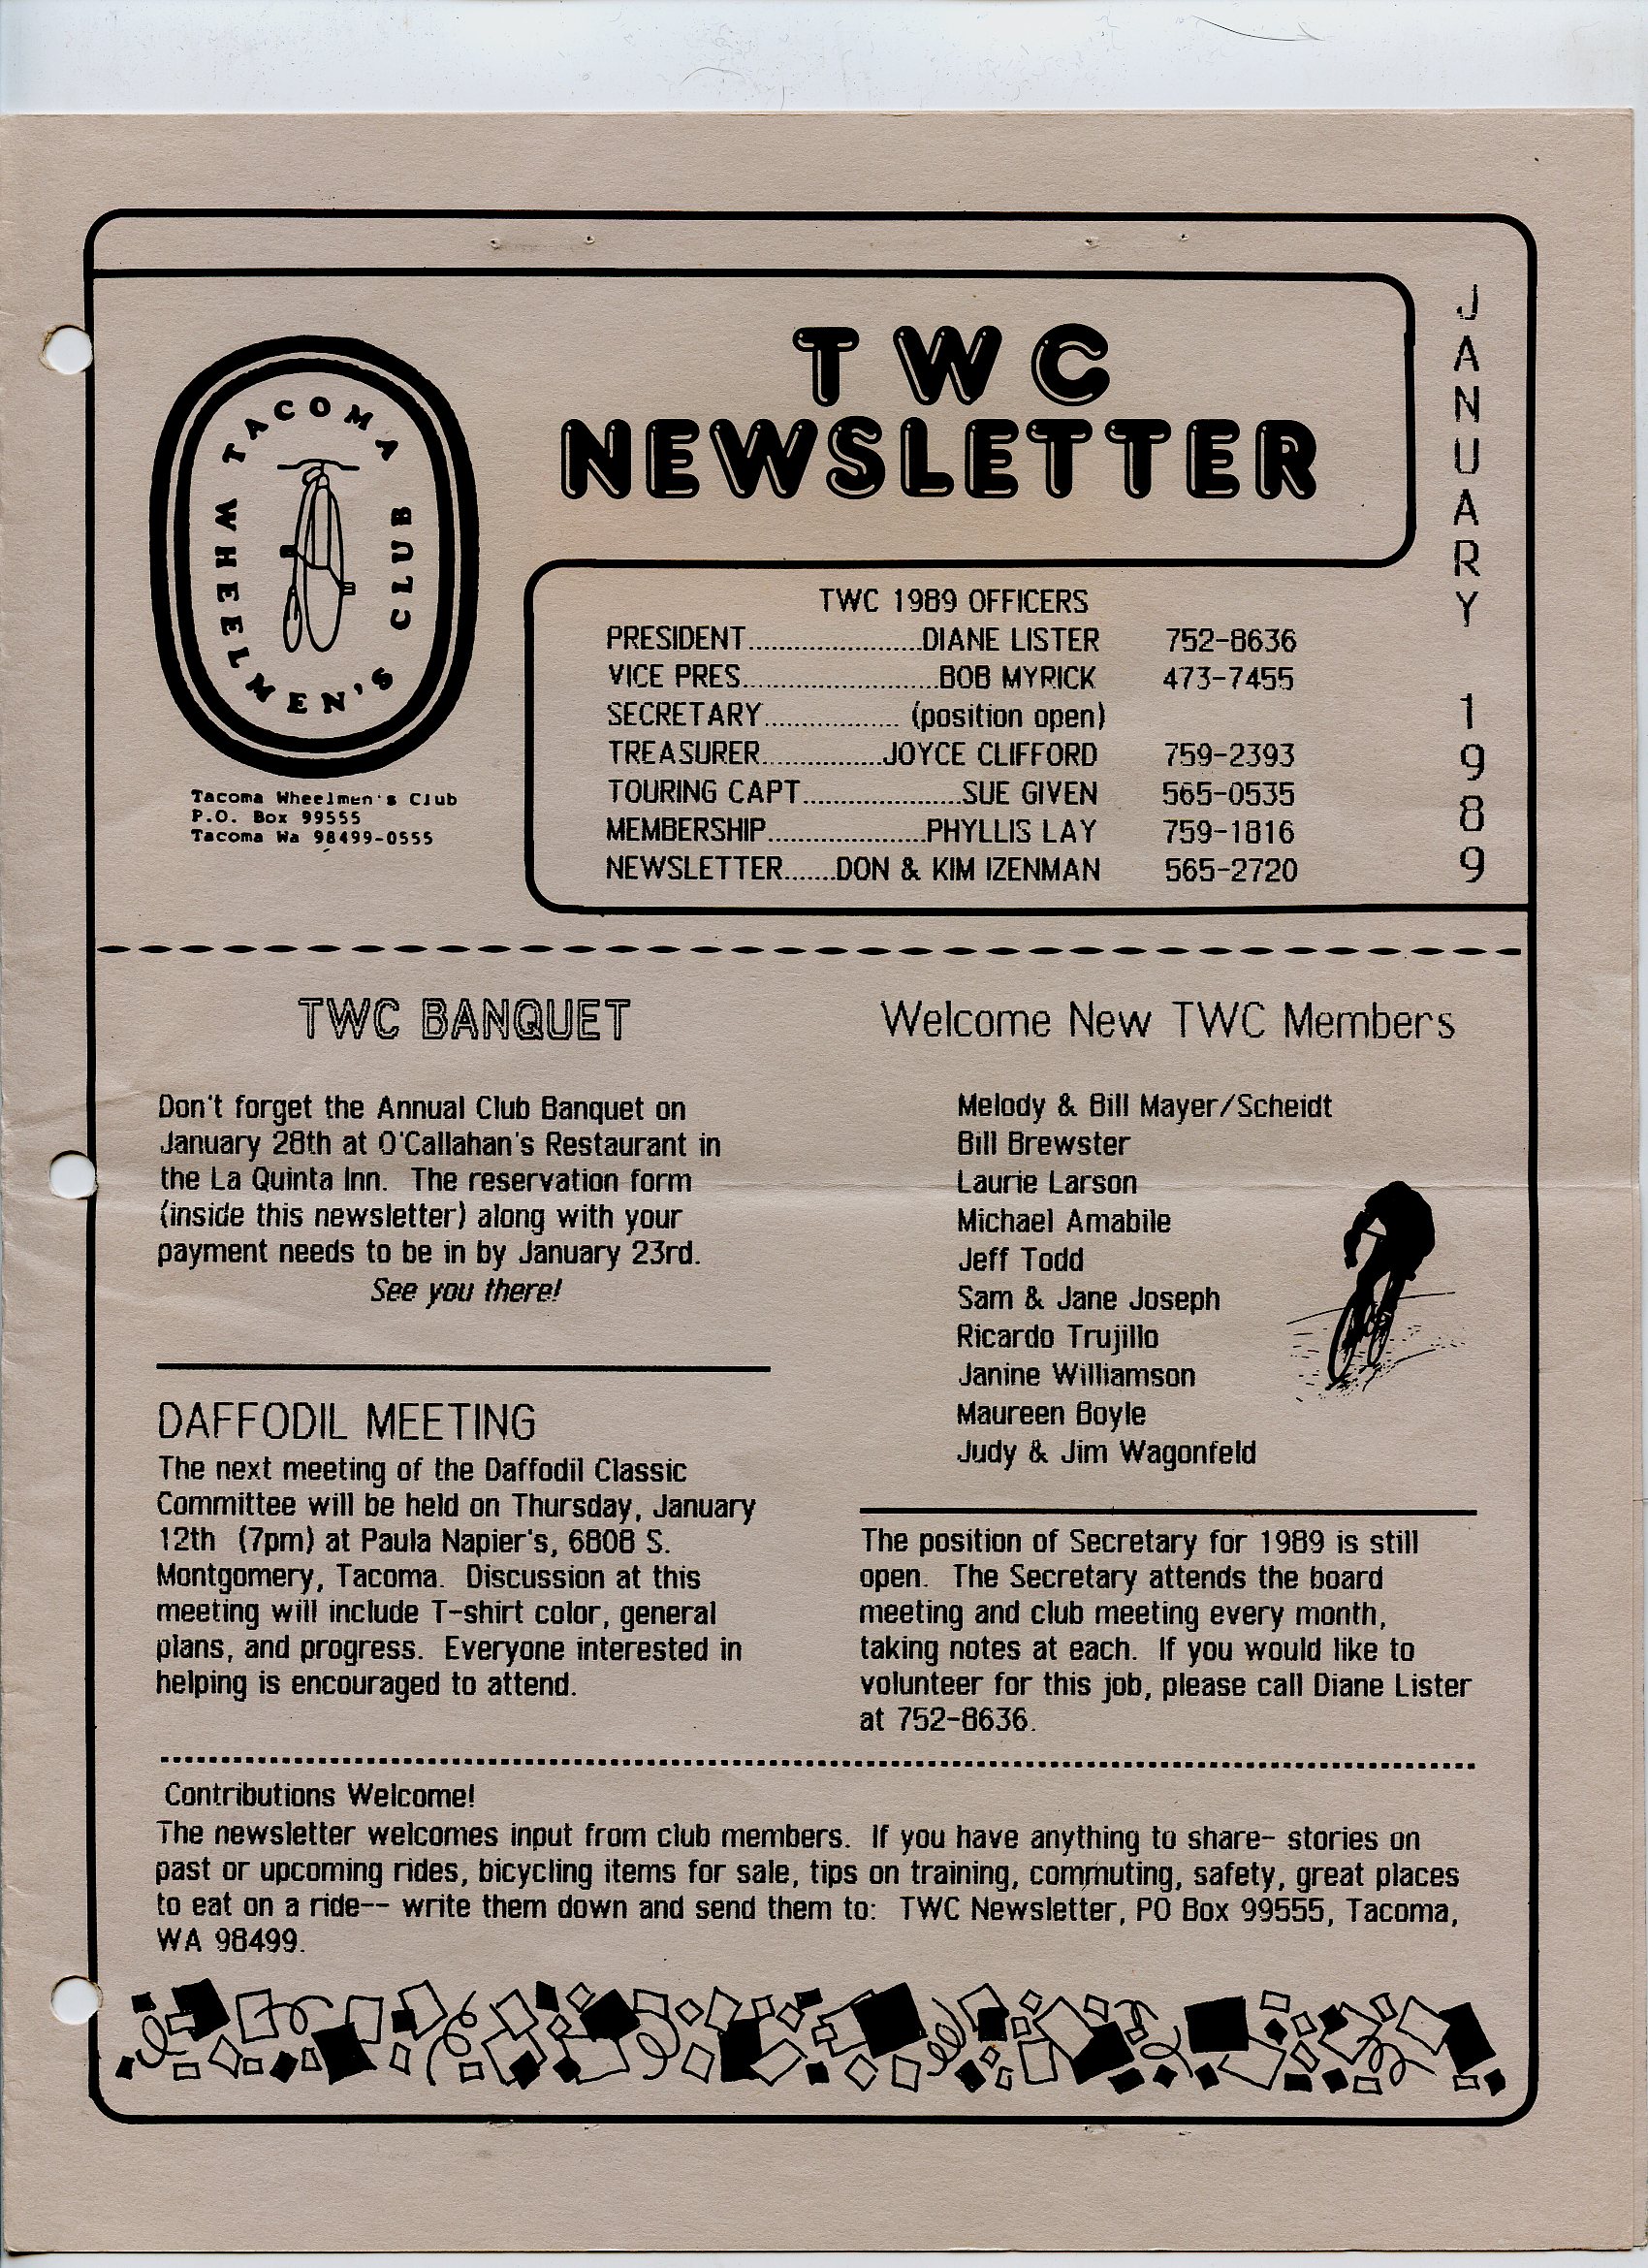 TACOMA WHEELMEN'S CLUB
Tacoma Wheelmen's Club
P.O. Box 99555
Tacoma Wa 98499-0555
TWC
NEWSLETTER
JANUARY 1989
TWC 1989 OFFICERS
PRESIDENT.......................DIANE LISTER 752-8636
VICE PRES..........................BOB MYRICK 473-7455
SECRETARY.................. (position open)
TREASURER................JOYCE CLIFFORD 759-2393
TOURING CAPT.....................SUE GIVEN 565-0535
MEMBERSHIP.....................PHYLLIS LAY 759-1816
NEWSLETTER.......DON & KIM IZENMAN 565-2720
TWC BANQUET
Don't forget the Annual Club Banquet on
January 28th at O'Callahan's Restaurant in
the La Quinta Inn. The reservation form
(inside this newsletter) along with your
payment needs to be in by January 23rd.
See you there!
DAFFODIL MEETING
The next meeting of the Daffodil Classic
Committee will be held on Thursday, January
12th (7pm) at Paula Napier's, 6808 S.
Montgomery, Tacoma. Discussion at this
meeting will include T-shirt color, general
plans, and progress. Everyone interested in
helping is encouraged to attend.
Welcome New TWC Members
Melody & Bill Mayer/Scheidt
Bill Brewster
Laurie Larson
Michael Amabile
Jeff Todd
Sam & Jane Joseph
Ricardo Trujillo
Janine Williamson
Maureen Boyle
Judy & Jim Wagonfeld
The position of Secretary for 1989 is still
open. The Secretary attends the board
meeting and club meeting every month,
taking notes at each. If you would like to
volunteer for this job, please call Diane Lister
at 752-8636.
Contributions Welcome!
The newsletter welcomes input from club members. If you have anything to share- stories on
past or upcoming rides, bicycling items for sale, tips on training, commuting, safety, great places
to eat on a ride-- write them down and send them to: TWC Newsletter, PO Box 99555, Tacoma,
WA 98499.